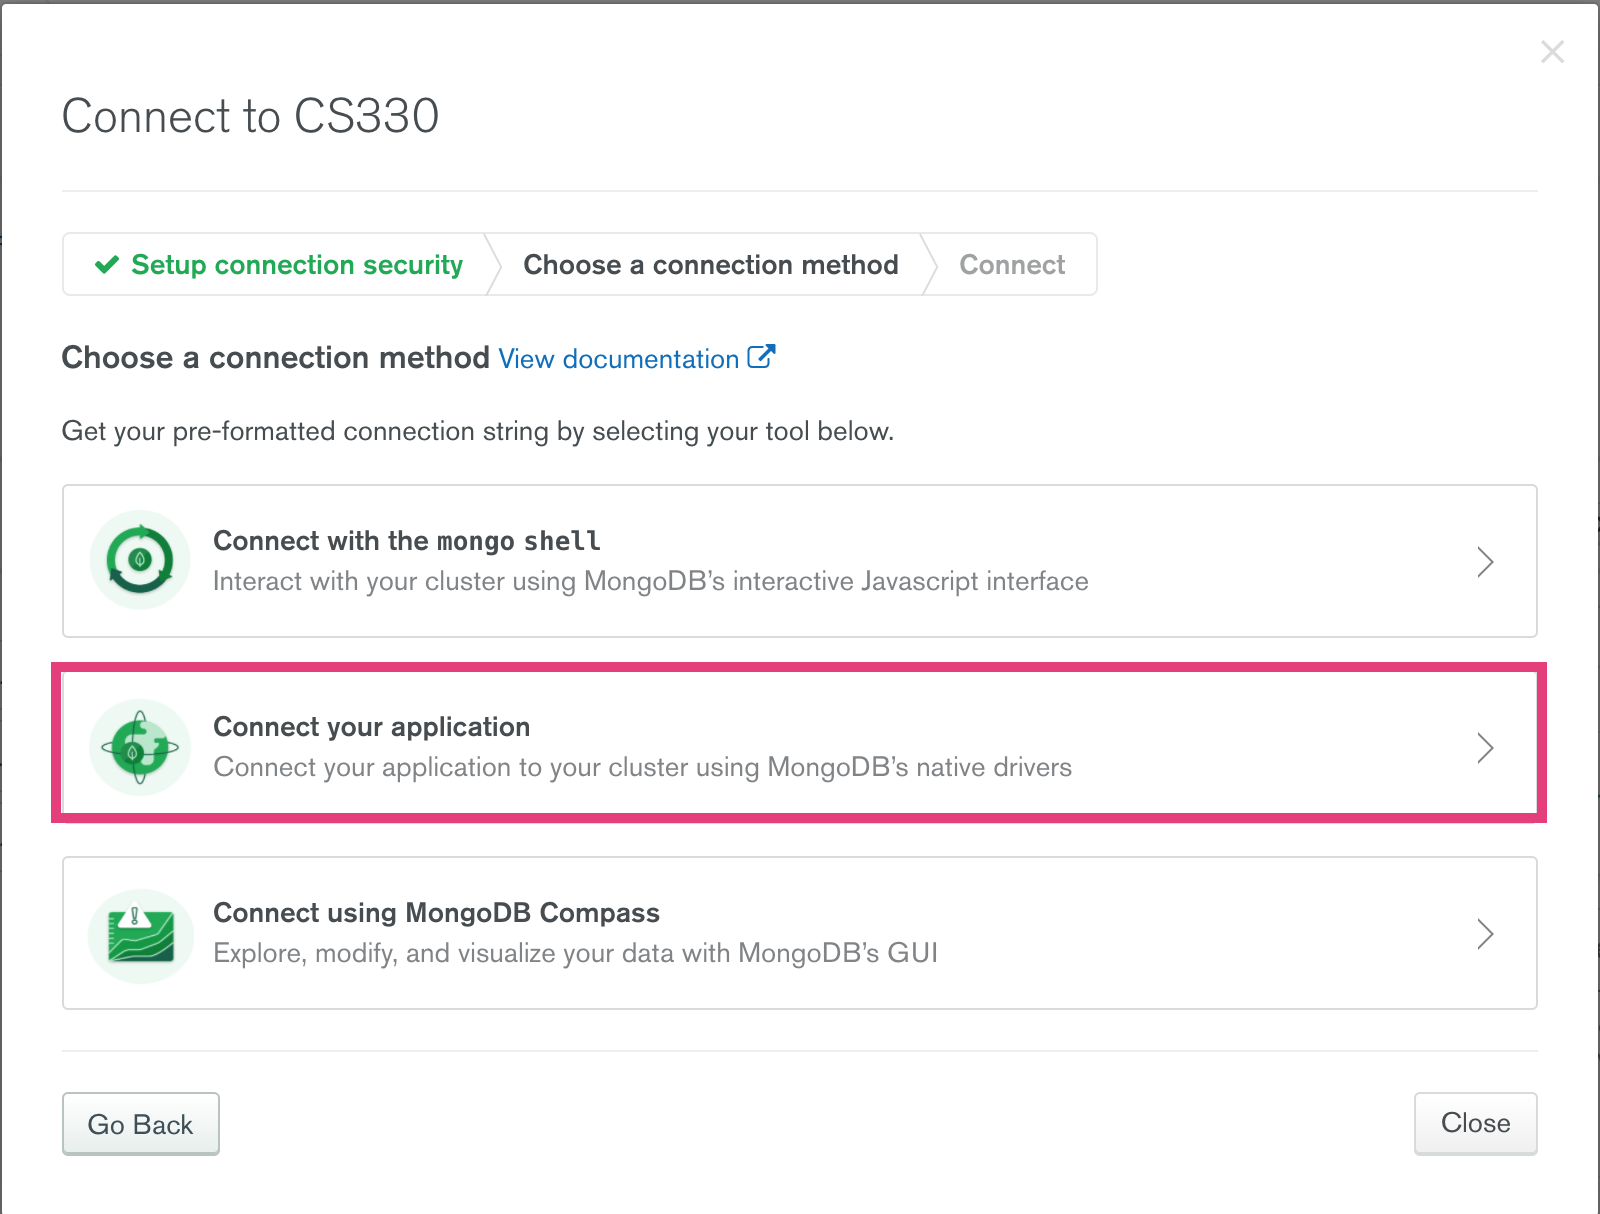 Connect to CS330
Setup connection security Choose a connection method Connect
Choose a connection method View documentation
Get your pre-formatted connection string by selecting your tool below.
Connect with the mongo shell
Interact with your cluster using MongoDB’s interactive Javascript interface
Connect your application
Connect your application to your cluster using MongoDB’s native drivers
Connect using MongoDB Compass
Explore, modify, and visualize your data with MongoDB’s GUI
Go Back Close